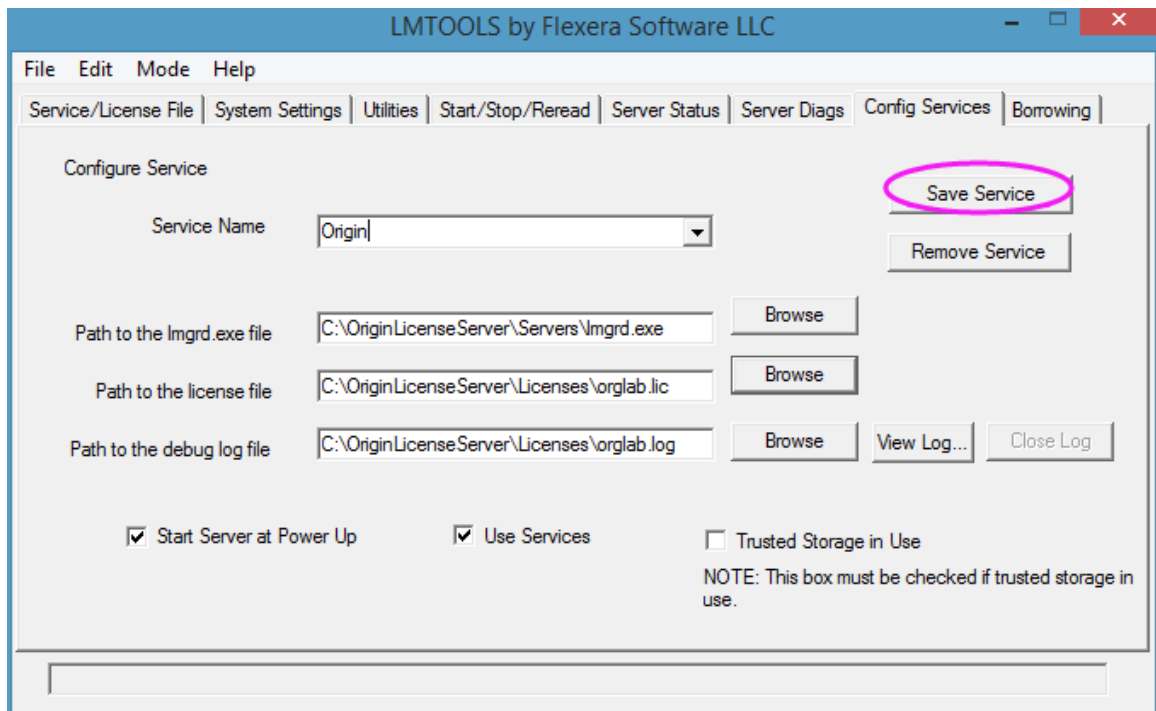 LMTOOLS by Flexera Software LLC
File Edit Mode Help
Service/License File System Settings Utilities Start/Stop/Reread Server Status Server Diags Config Services Borrowing
Configure Service
Save Service
Service Name Origin
Remove Service
Path to the lmgrd.exe file C:\OriginLicenseServer\Servers\lmgrd.exe Browse
Path to the license file C:\OriginLicenseServer\Licenses\orglab.lic Browse
Path to the debug log file C:\OriginLicenseServer\Licenses\orglab.log Browse View Log... Close Log
Start Server at Power Up Use Services Trusted Storage in Use
NOTE: This box must be checked if trusted storage in
use.